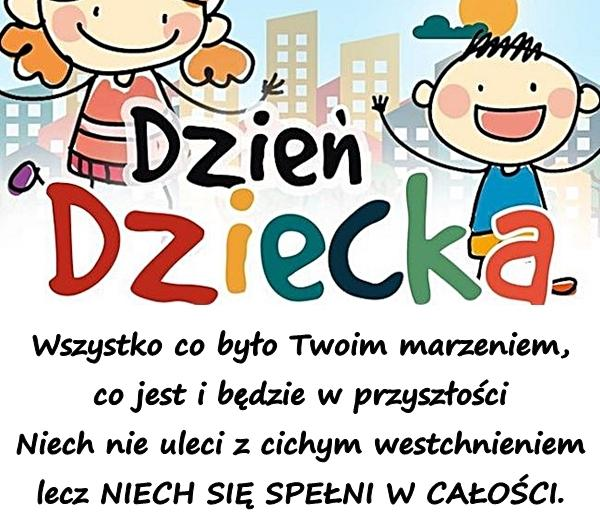 Dzień
Dziecka
Wszystko co było Twoim marzeniem,
co jest i będzie w przyszłości
Niech nie uleci z cichym westchnieniem
lecz NIECH SIĘ SPEŁNI W CAŁOŚCI.